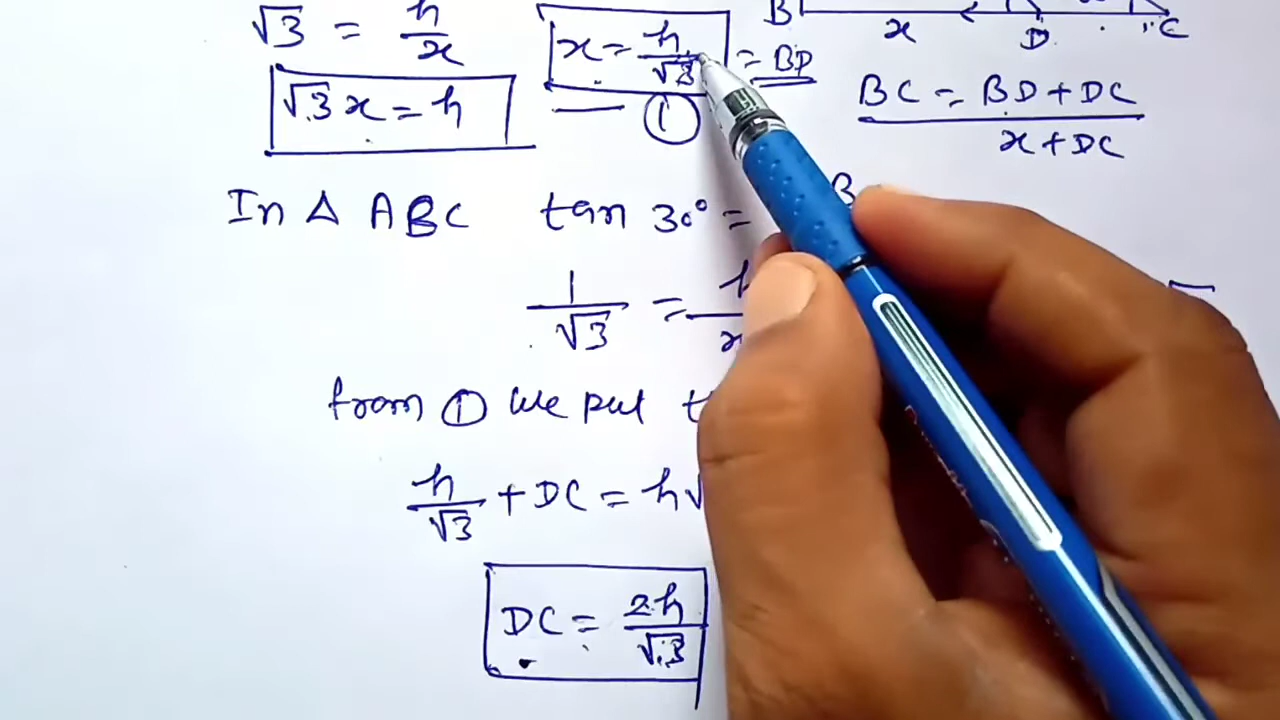 √3 = h/x
x = h/√3 = BD
B x D C
√3x = h
1
BC = BD + DC
x + DC
In △ ABC tan 30° =
1/√3 =
from ① we put
h/√3 + DC = h√
DC = 2h/√3